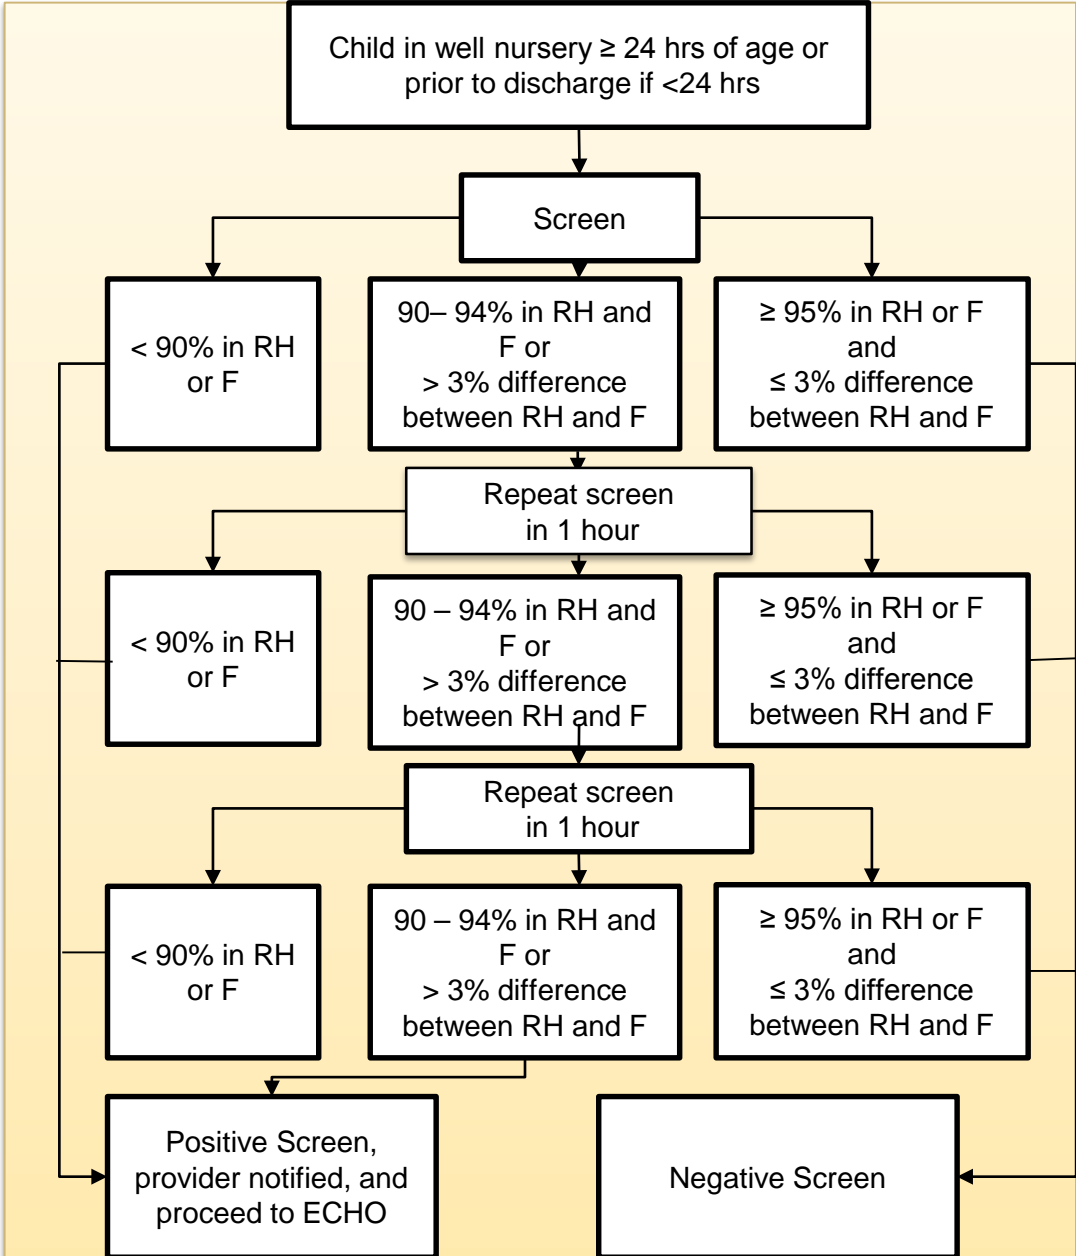 Child in well nursery ≥ 24 hrs of age or
prior to discharge if <24 hrs
Screen
< 90% in RH
or F
90– 94% in RH and
F or
> 3% difference
between RH and F
≥ 95% in RH or F
and
≤ 3% difference
between RH and F
Repeat screen
in 1 hour
< 90% in RH
or F
90 – 94% in RH and
F or
> 3% difference
between RH and F
≥ 95% in RH or F
and
≤ 3% difference
between RH and F
Repeat screen
in 1 hour
< 90% in RH
or F
90 – 94% in RH and
F or
> 3% difference
between RH and F
≥ 95% in RH or F
and
≤ 3% difference
between RH and F
Positive Screen,
provider notified, and
proceed to ECHO
Negative Screen